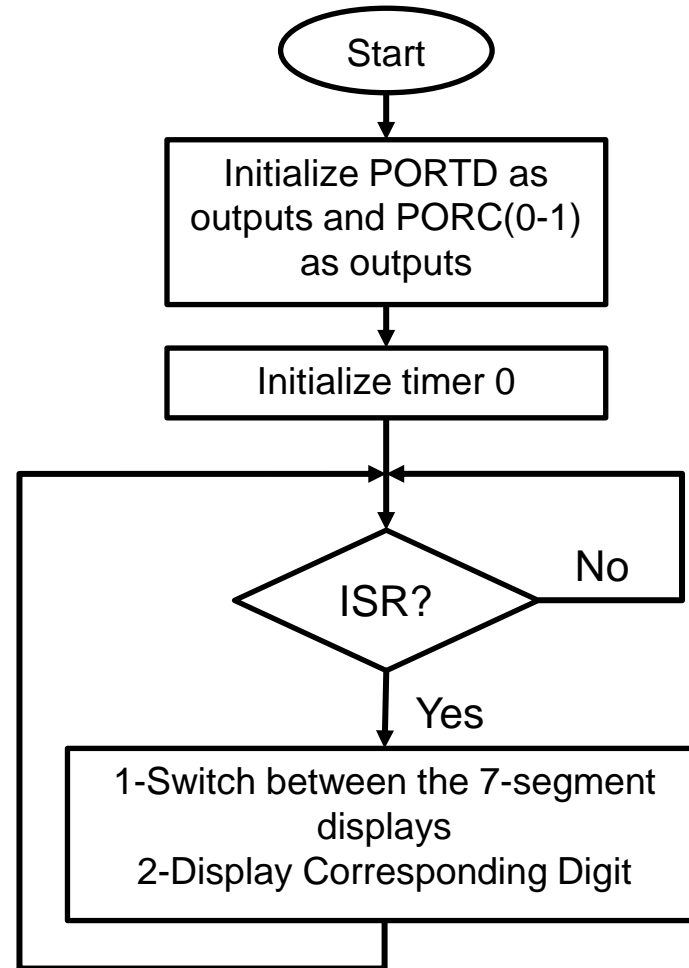 Start
Initialize PORTD as
outputs and PORC(0-1)
as outputs
Initialize timer 0
ISR?
No
Yes
1-Switch between the 7-segment
displays
2-Display Corresponding Digit